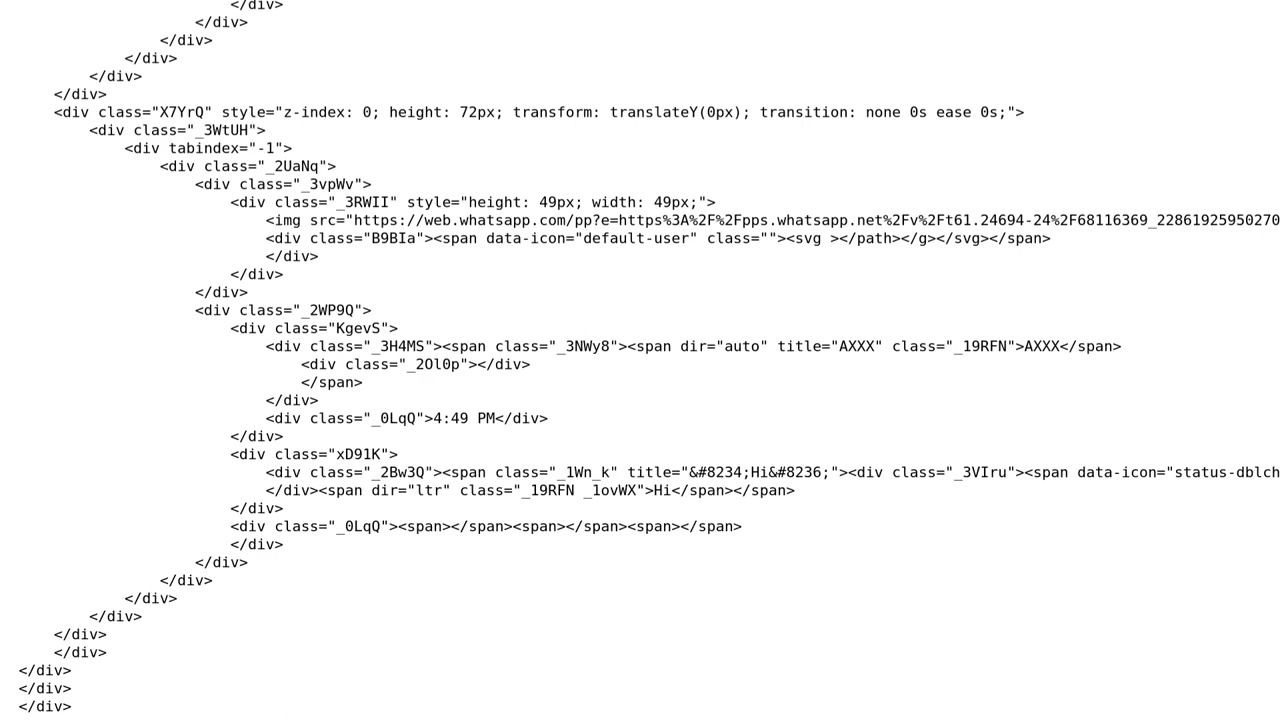 </div>
</div>
</div>
</div>
</div>
</div>
<div class="X7YrQ" style="z-index: 0; height: 72px; transform: translateY(0px); transition: none 0s ease 0s;">
<div class="_3WtUH">
<div tabindex="-1">
<div class="_2UaNq">
<div class="_3vpWv">
<div class="_3RWII" style="height: 49px; width: 49px;">
<img src="https://web.whatsapp.com/pp?e=https%3A%2F%2Fpps.whatsapp.net%2Fv%2Ft61.24694-24%2F68116369_22861925950270
<div class="B9BIa"><span data-icon="default-user" class=""><svg ></path></g></svg></span>
</div>
</div>
</div>
<div class="_2WP9Q">
<div class="KgevS">
<div class="_3H4MS"><span class="_3NWy8"><span dir="auto" title="AXXX" class="_19RFN">AXXX</span>
<div class="_2Ol0p"></div>
</span>
</div>
<div class="_0LqQ">4:49 PM</div>
</div>
<div class="xD91K">
<div class="_2Bw3Q"><span class="_1Wn_k" title="&#8234;Hi&#8236;"><div class="_3VIru"><span data-icon="status-dblch
</div><span dir="ltr" class="_19RFN _1ovWX">Hi</span></span>
</div>
<div class="_0LqQ"><span></span><span></span><span></span>
</div>
</div>
</div>
</div>
</div>
</div>
</div>
</div>
</div>
</div>